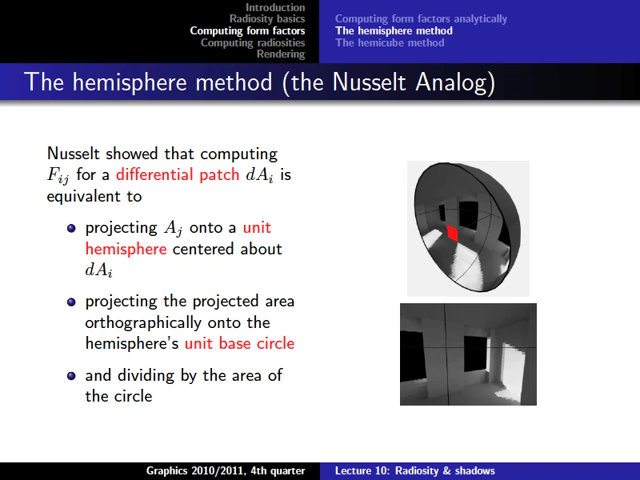 Introduction
Radiosity basics
Computing form factors
Computing radiosities
Rendering
Computing form factors analytically
The hemisphere method
The hemicube method
The hemisphere method (the Nusselt Analog)
Nusselt showed that computing
F_ij for a differential patch dA_i is
equivalent to
projecting A_j onto a unit
hemisphere centered about
dA_i
projecting the projected area
orthographically onto the
hemisphere's unit base circle
and dividing by the area of
the circle
Graphics 2010/2011, 4th quarter
Lecture 10: Radiosity & shadows